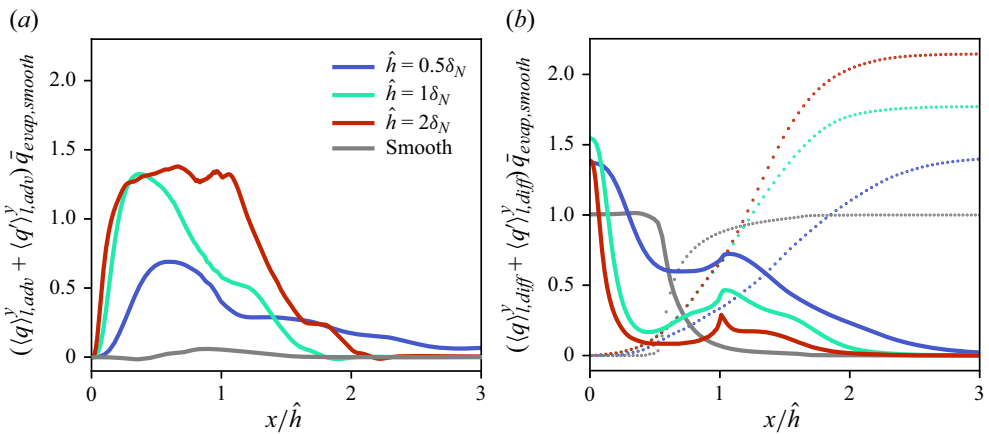 (a)
(⟨q⟩^y_{l,adv} + ⟨q′⟩^y_{l,adv}) q̄_{evap,smooth}
2.0
1.5
1.0
0.5
0
ĥ = 0.5δ_N
ĥ = 1δ_N
ĥ = 2δ_N
Smooth
0 1 2 3
x/ĥ
(b)
(⟨q⟩^y_{l,diff} + ⟨q′⟩^y_{l,diff}) q̄_{evap,smooth}
2.0
1.5
1.0
0.5
0
0 1 2 3
x/ĥ